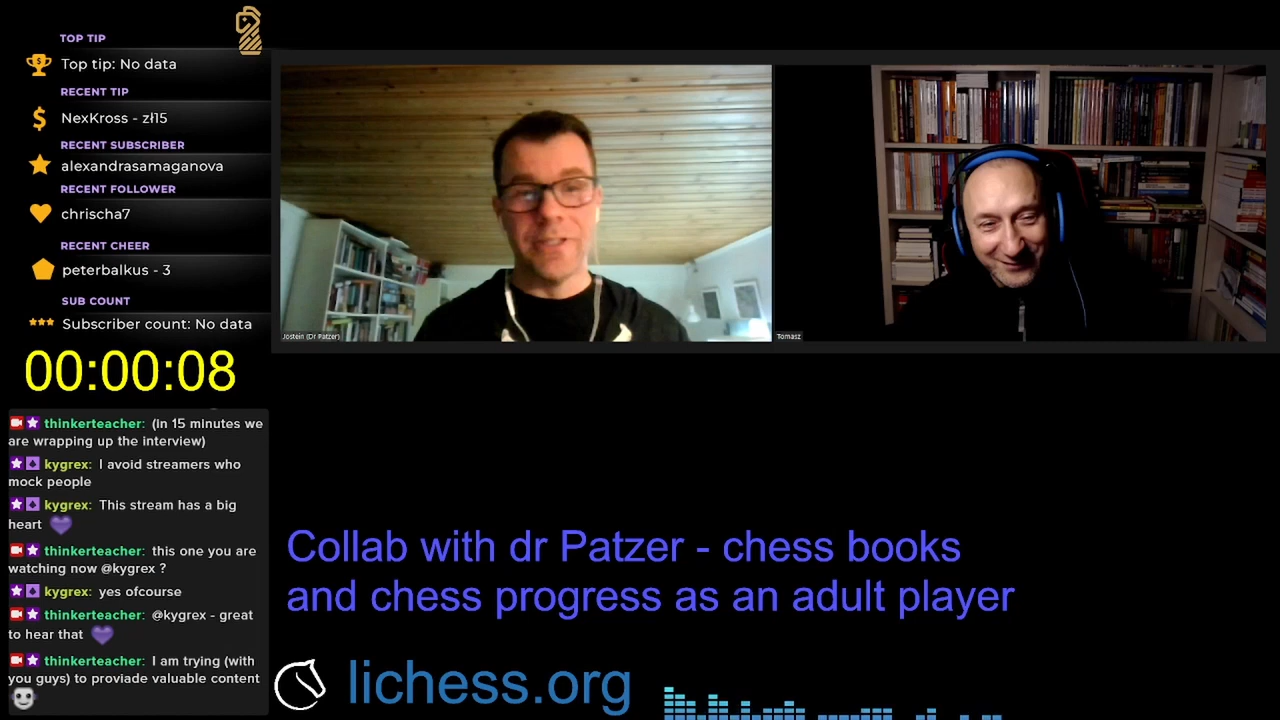 TOP TIP
Top tip: No data
RECENT TIP
NexKross - zł15
RECENT SUBSCRIBER
alexandrasamaganova
RECENT FOLLOWER
chrischa7
RECENT CHEER
peterbalkus - 3
SUB COUNT
Subscriber count: No data
00:00:08
thinkerteacher: (In 15 minutes we
are wrapping up the interview)
kygrex: I avoid streamers who
mock people
kygrex: This stream has a big
heart
thinkerteacher: this one you are
watching now @kygrex ?
kygrex: yes ofcourse
thinkerteacher: @kygrex - great
to hear that
thinkerteacher: I am trying (with
you guys) to proviade valuable content
Jostein (Dr Patzer)
Tomasz
Collab with dr Patzer - chess books
and chess progress as an adult player
lichess.org